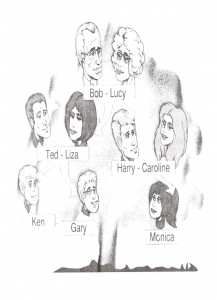 Bob - Lucy
Ted - Liza
Harry - Caroline
Ken
Gary
Monica